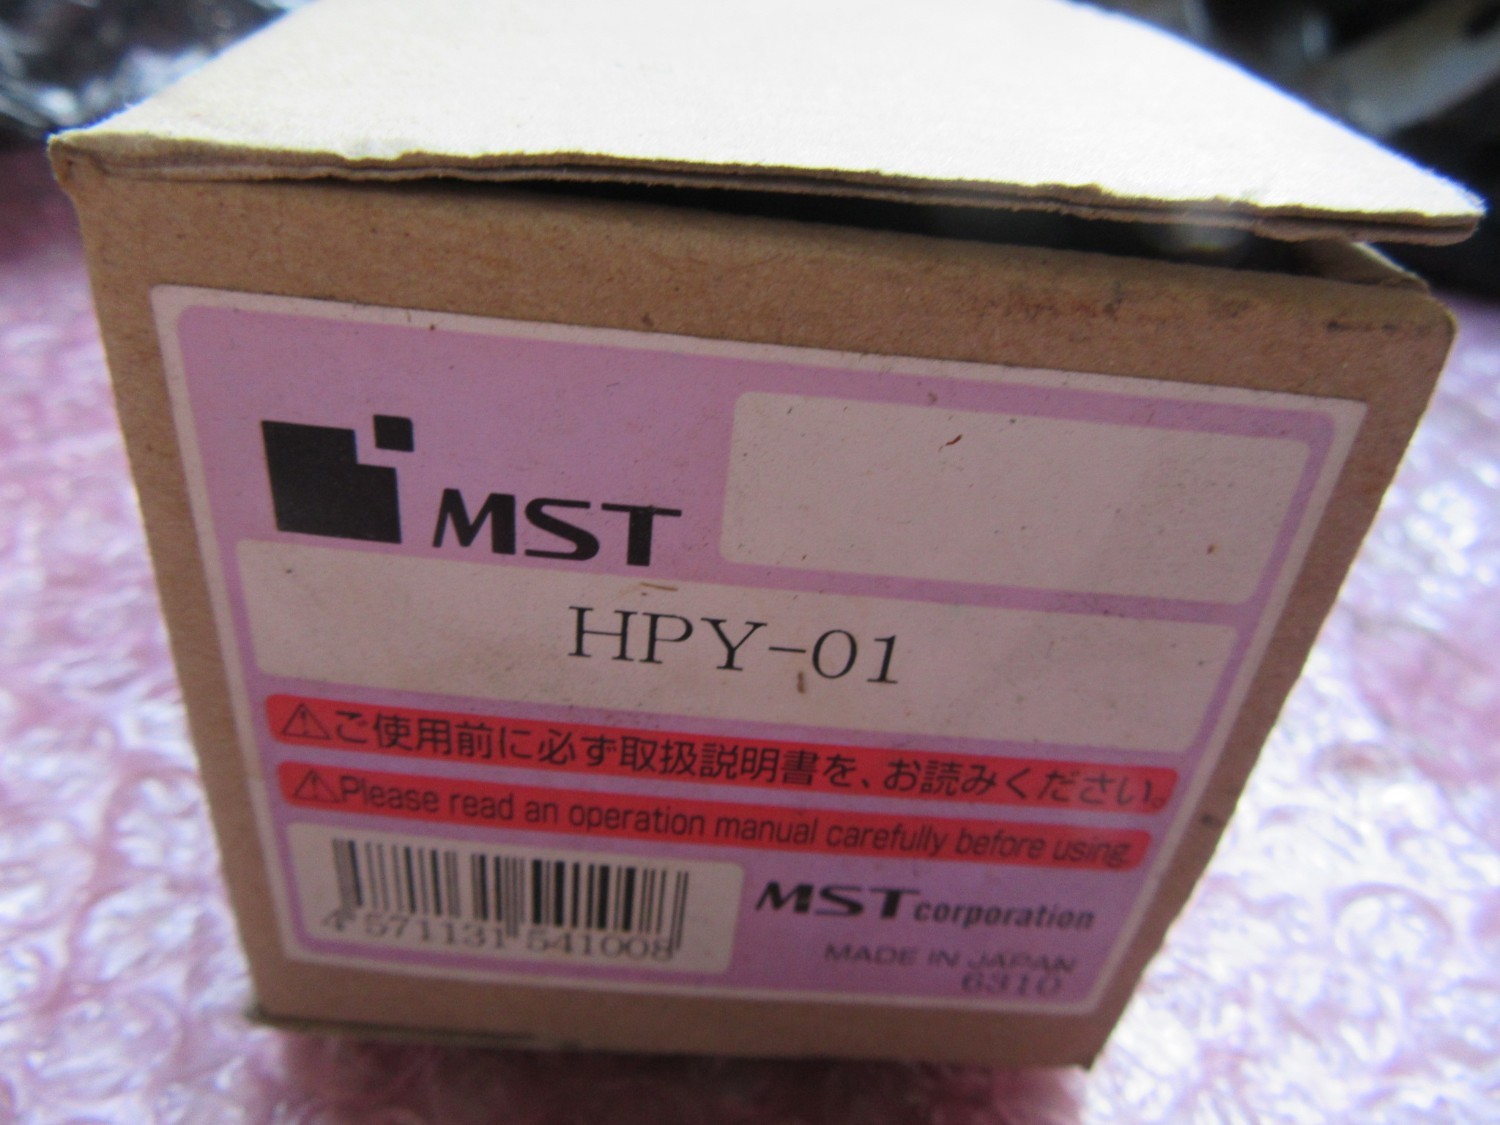 MST
HPY-01
⚠ご使用前に必ず取扱説明書を、お読みください。
⚠Please read an operation manual carefully before using.
4 571131 541008
MST corporation
MADE IN JAPAN
6310